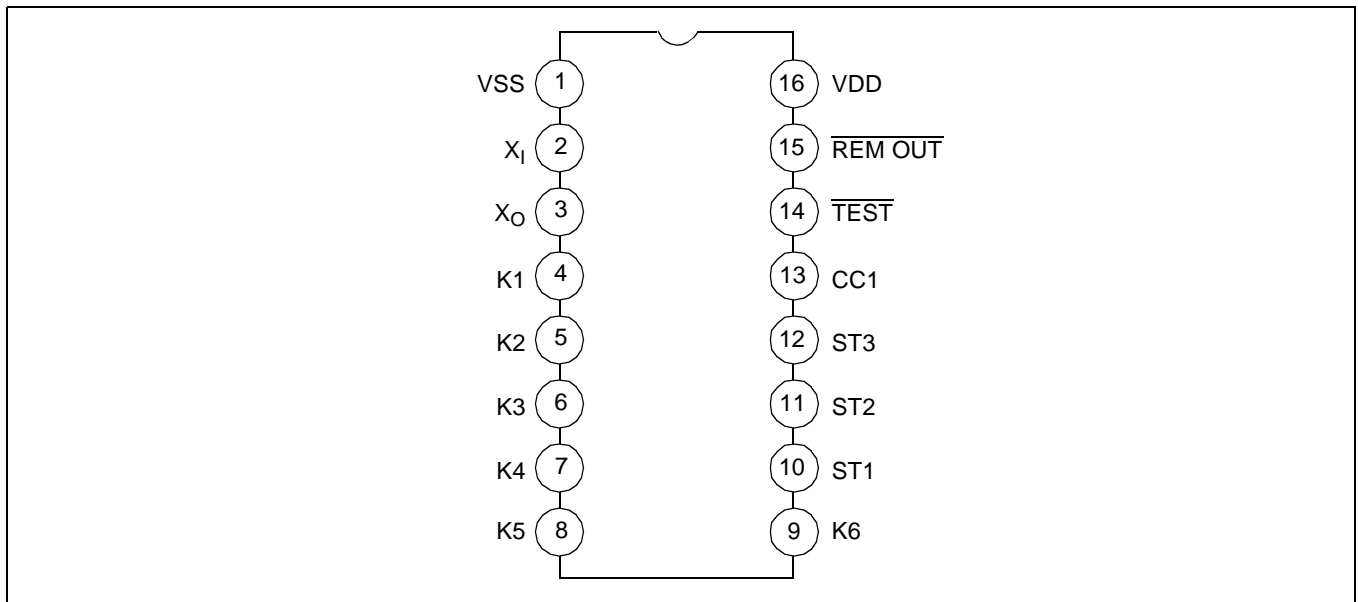 VSS 1 16 VDD
X_I 2 15 REM OUT
X_O 3 14 TEST
K1 4 13 CC1
K2 5 12 ST3
K3 6 11 ST2
K4 7 10 ST1
K5 8 9 K6